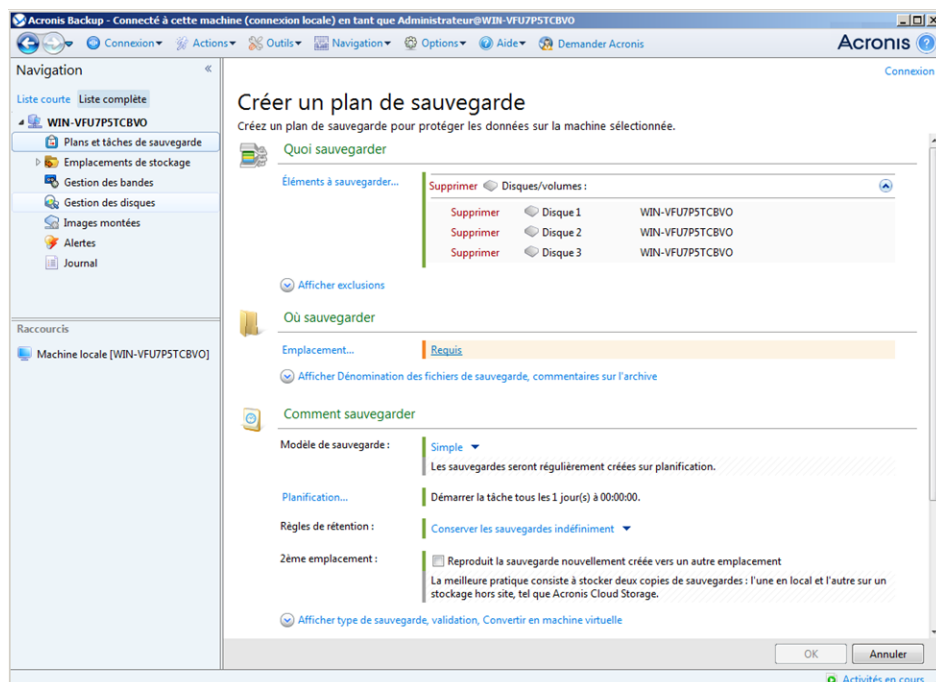 Acronis Backup - Connecté à cette machine (connexion locale) en tant que Administrateur@WIN-VFU7P5TCBVO
Connexion Actions Outils Navigation Options Aide Demander Acronis Acronis
Navigation
Connexion
Liste courte Liste complète
WIN-VFU7P5TCBVO
Plans et tâches de sauvegarde
Emplacements de stockage
Gestion des bandes
Gestion des disques
Images montées
Alertes
Journal
Raccourcis
Machine locale [WIN-VFU7P5TCBVO]
Créer un plan de sauvegarde
Créez un plan de sauvegarde pour protéger les données sur la machine sélectionnée.
Quoi sauvegarder
Éléments à sauvegarder... Supprimer Disques/volumes :
Supprimer Disque 1 WIN-VFU7P5TCBVO
Supprimer Disque 2 WIN-VFU7P5TCBVO
Supprimer Disque 3 WIN-VFU7P5TCBVO
Afficher exclusions
Où sauvegarder
Emplacement... Requis
Afficher Dénomination des fichiers de sauvegarde, commentaires sur l'archive
Comment sauvegarder
Modèle de sauvegarde : Simple
Les sauvegardes seront régulièrement créées sur planification.
Planification... Démarrer la tâche tous les 1 jour(s) à 00:00:00.
Règles de rétention : Conserver les sauvegardes indéfiniment
2ème emplacement : Reproduit la sauvegarde nouvellement créée vers un autre emplacement
La meilleure pratique consiste à stocker deux copies de sauvegardes : l'une en local et l'autre sur un
stockage hors site, tel que Acronis Cloud Storage.
Afficher type de sauvegarde, validation, Convertir en machine virtuelle
OK Annuler
Activités en cours